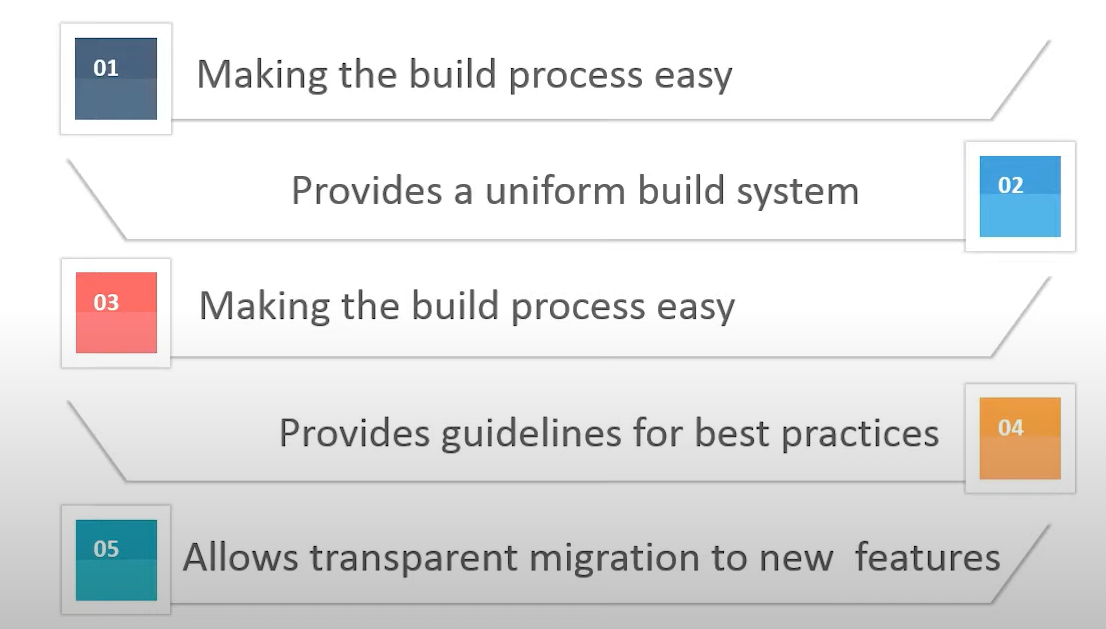 01 Making the build process easy
Provides a uniform build system 02
03 Making the build process easy
Provides guidelines for best practices 04
05 Allows transparent migration to new features